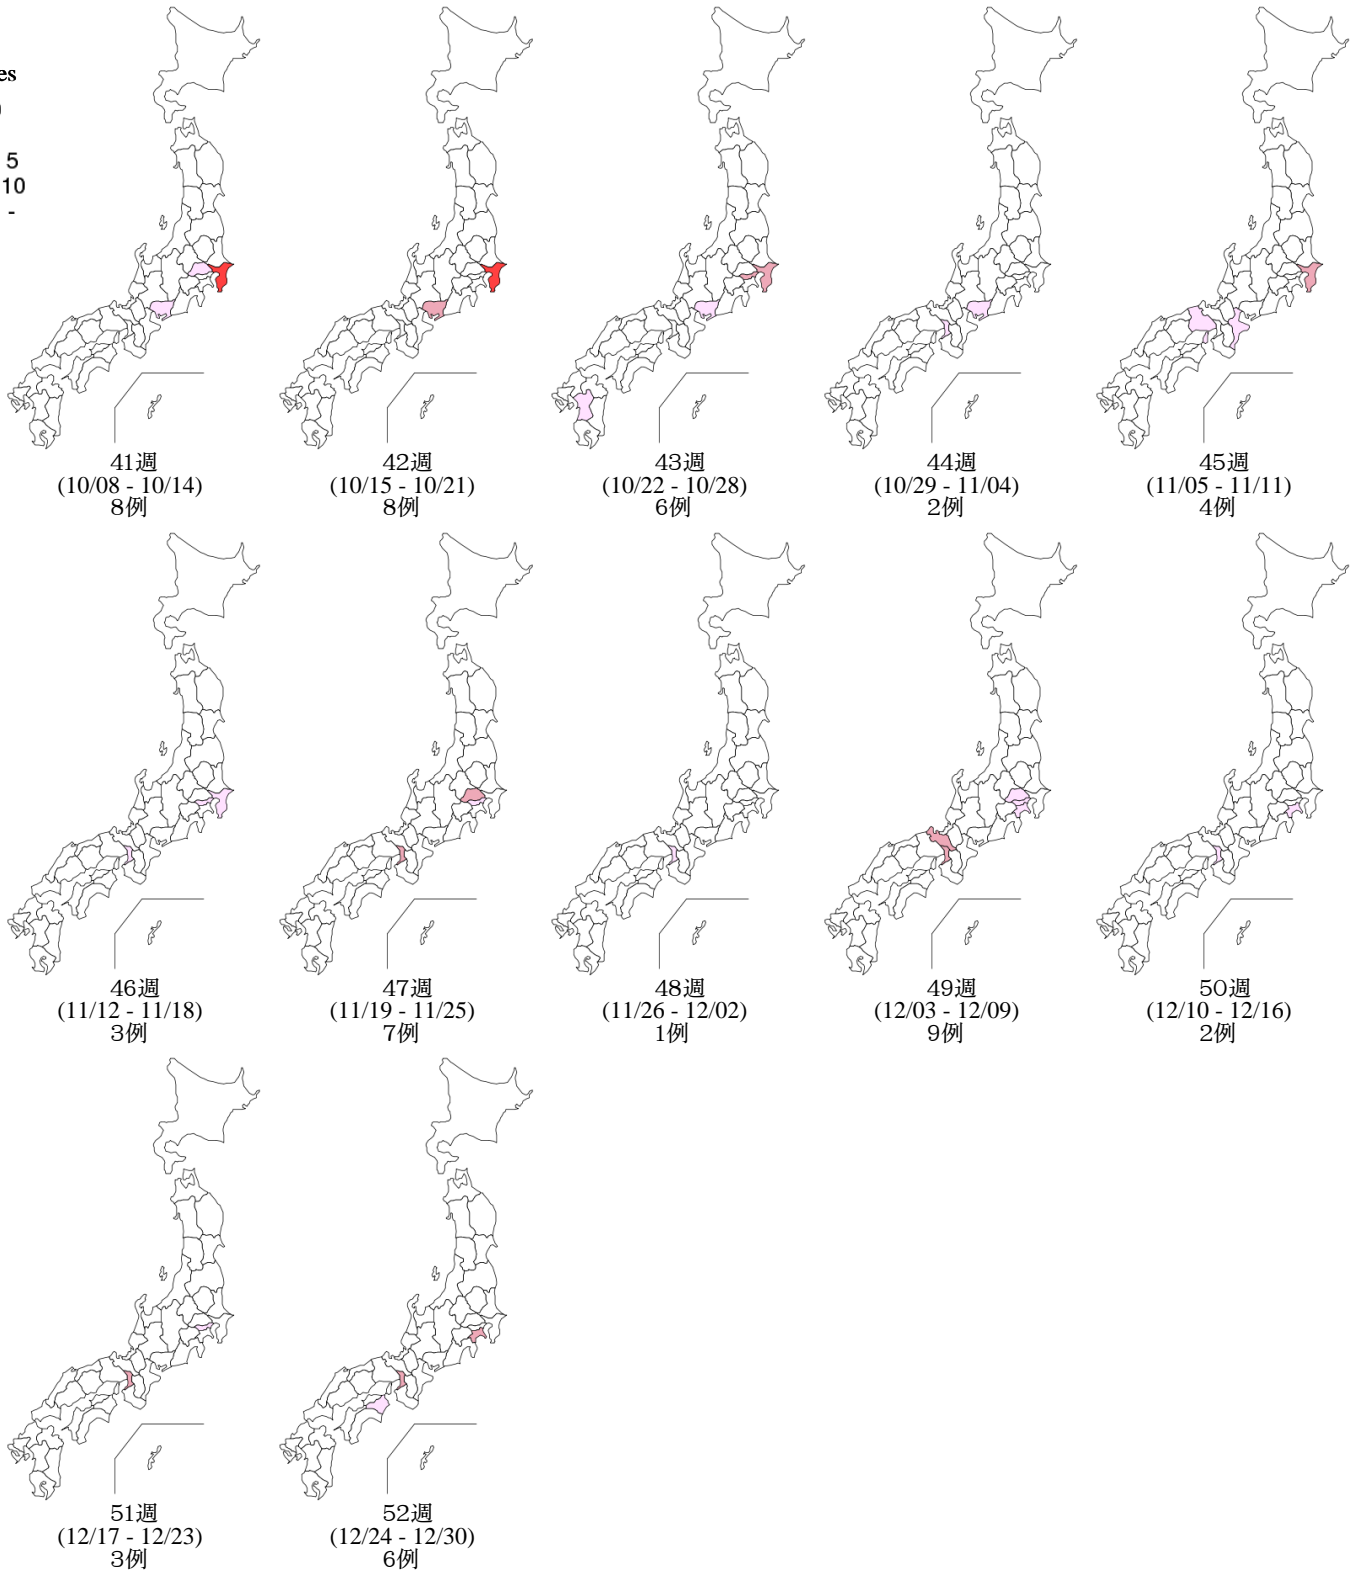 5
10
-
41週
(10/08 - 10/14)
8例
42週
(10/15 - 10/21)
8例
43週
(10/22 - 10/28)
6例
44週
(10/29 - 11/04)
2例
45週
(11/05 - 11/11)
4例
46週
(11/12 - 11/18)
3例
47週
(11/19 - 11/25)
7例
48週
(11/26 - 12/02)
1例
49週
(12/03 - 12/09)
9例
50週
(12/10 - 12/16)
2例
51週
(12/17 - 12/23)
3例
52週
(12/24 - 12/30)
6例